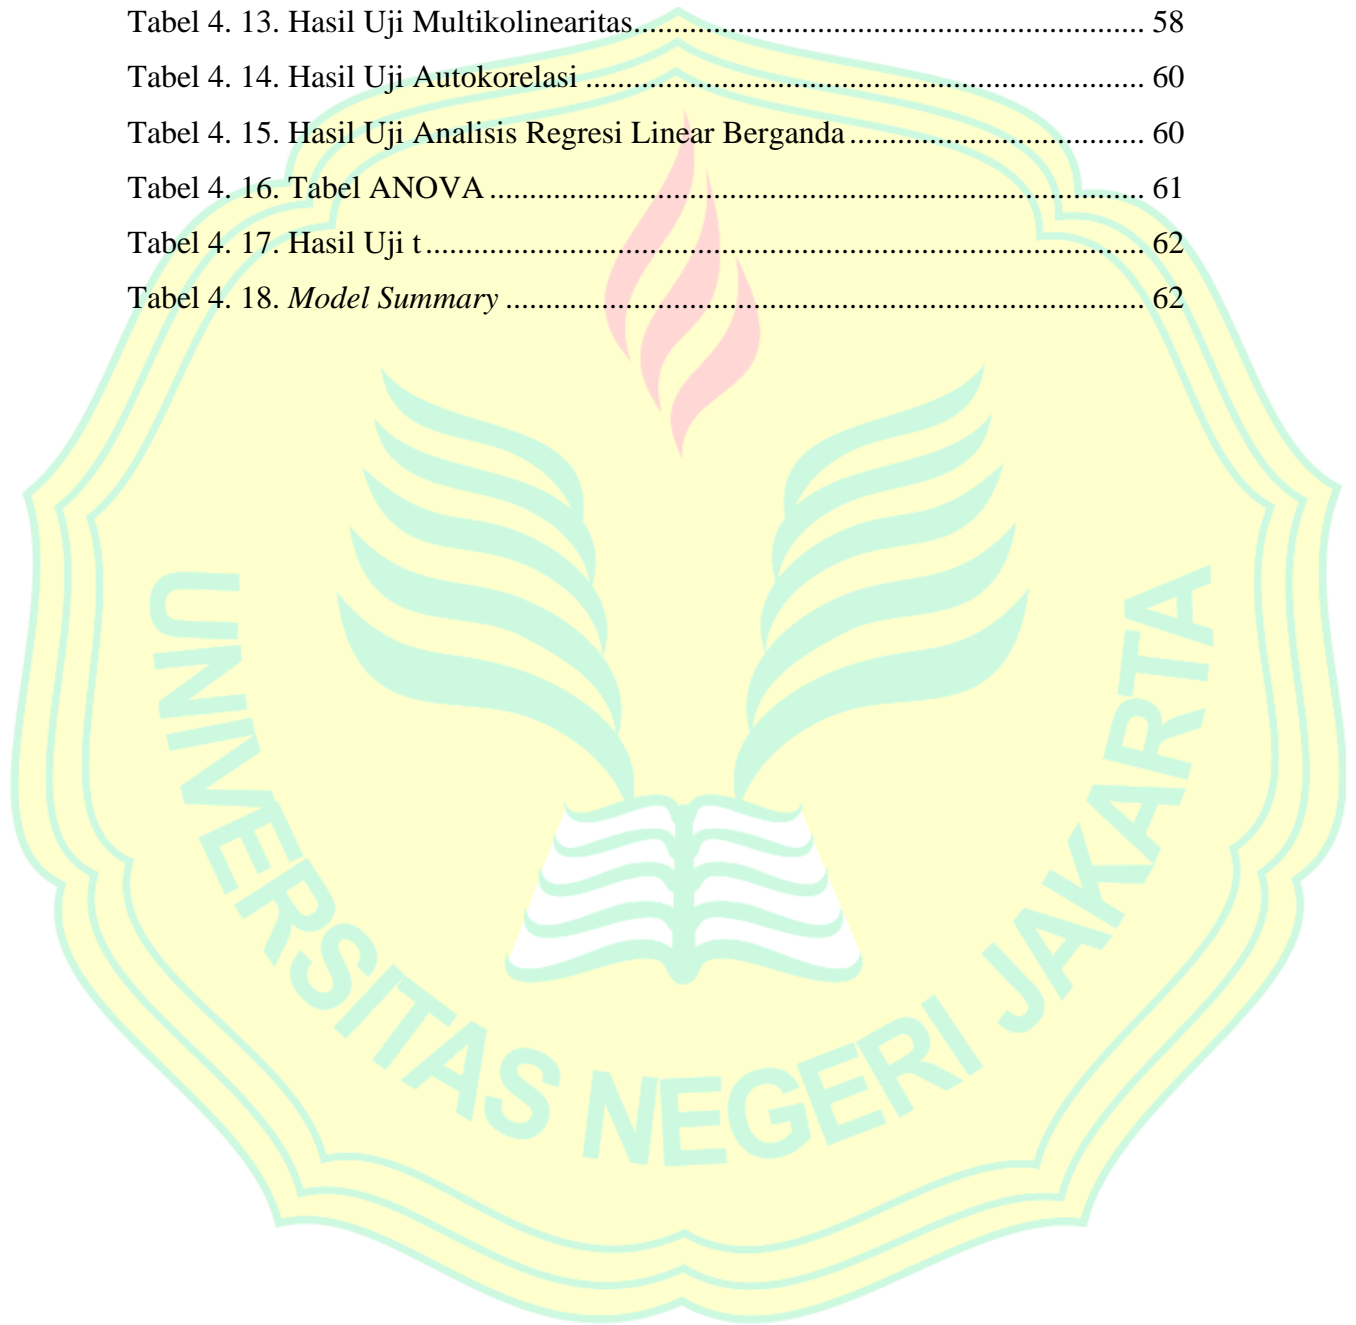 Tabel 4. 13. Hasil Uji Multikolinearitas................................................................ 58
Tabel 4. 14. Hasil Uji Autokorelasi ...................................................................... 60
Tabel 4. 15. Hasil Uji Analisis Regresi Linear Berganda..................................... 60
Tabel 4. 16. Tabel ANOVA .................................................................................. 61
Tabel 4. 17. Hasil Uji t.......................................................................................... 62
Tabel 4. 18. Model Summary ................................................................................ 62
UNIVERSITAS NEGERI JAKARTA